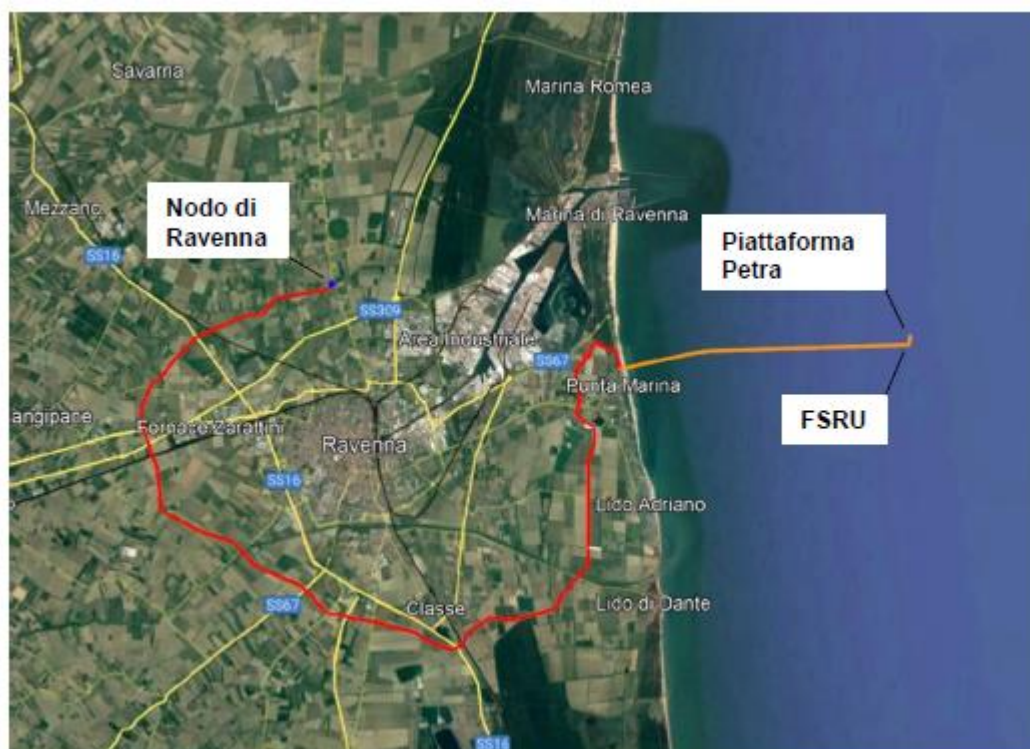 Savarna
Marina Romea
Mezzano
Nodo di
Ravenna
Marina di Ravenna
SS16
Piattaforma
Petra
SS309
Area Industriale
SS67
Punta Marina
angipane
Fornace Zarattini
FSRU
Ravenna
SS16
Lido Adriano
SS67
Classe
Lido di Dante
SS16